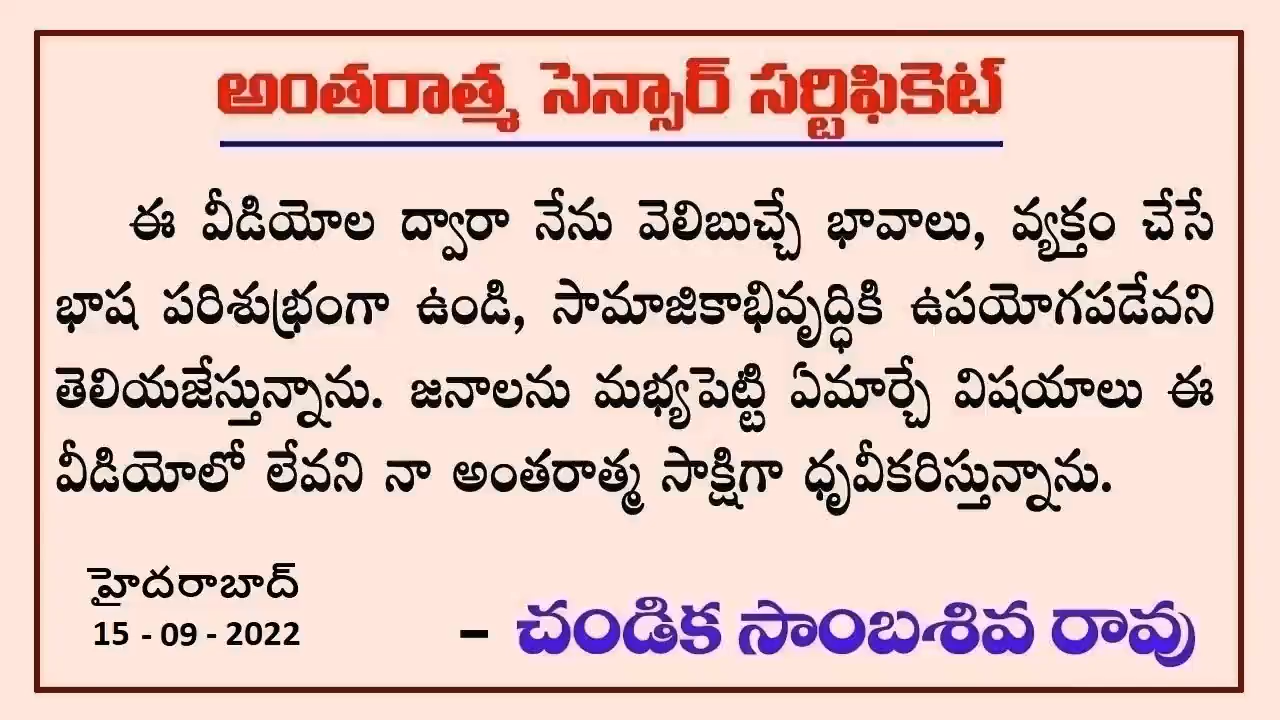 అంతరాత్మ సెన్సార్ సర్టిఫికెట్
ఈ వీడియోల ద్వారా నేను వెలిబుచ్చే భావాలు, వ్యక్తం చేసే
భాష పరిశుభ్రంగా ఉండి, సామాజికాభివృద్ధికి ఉపయోగపడేవని
తెలియజేస్తున్నాను. జనాలను మభ్యపెట్టి ఏమార్చే విషయాలు ఈ
వీడియోలో లేవని నా అంతరాత్మ సాక్షిగా ధృవీకరిస్తున్నాను.
హైదరాబాద్
15 - 09 - 2022
– చండిక సాంబశివ రావు